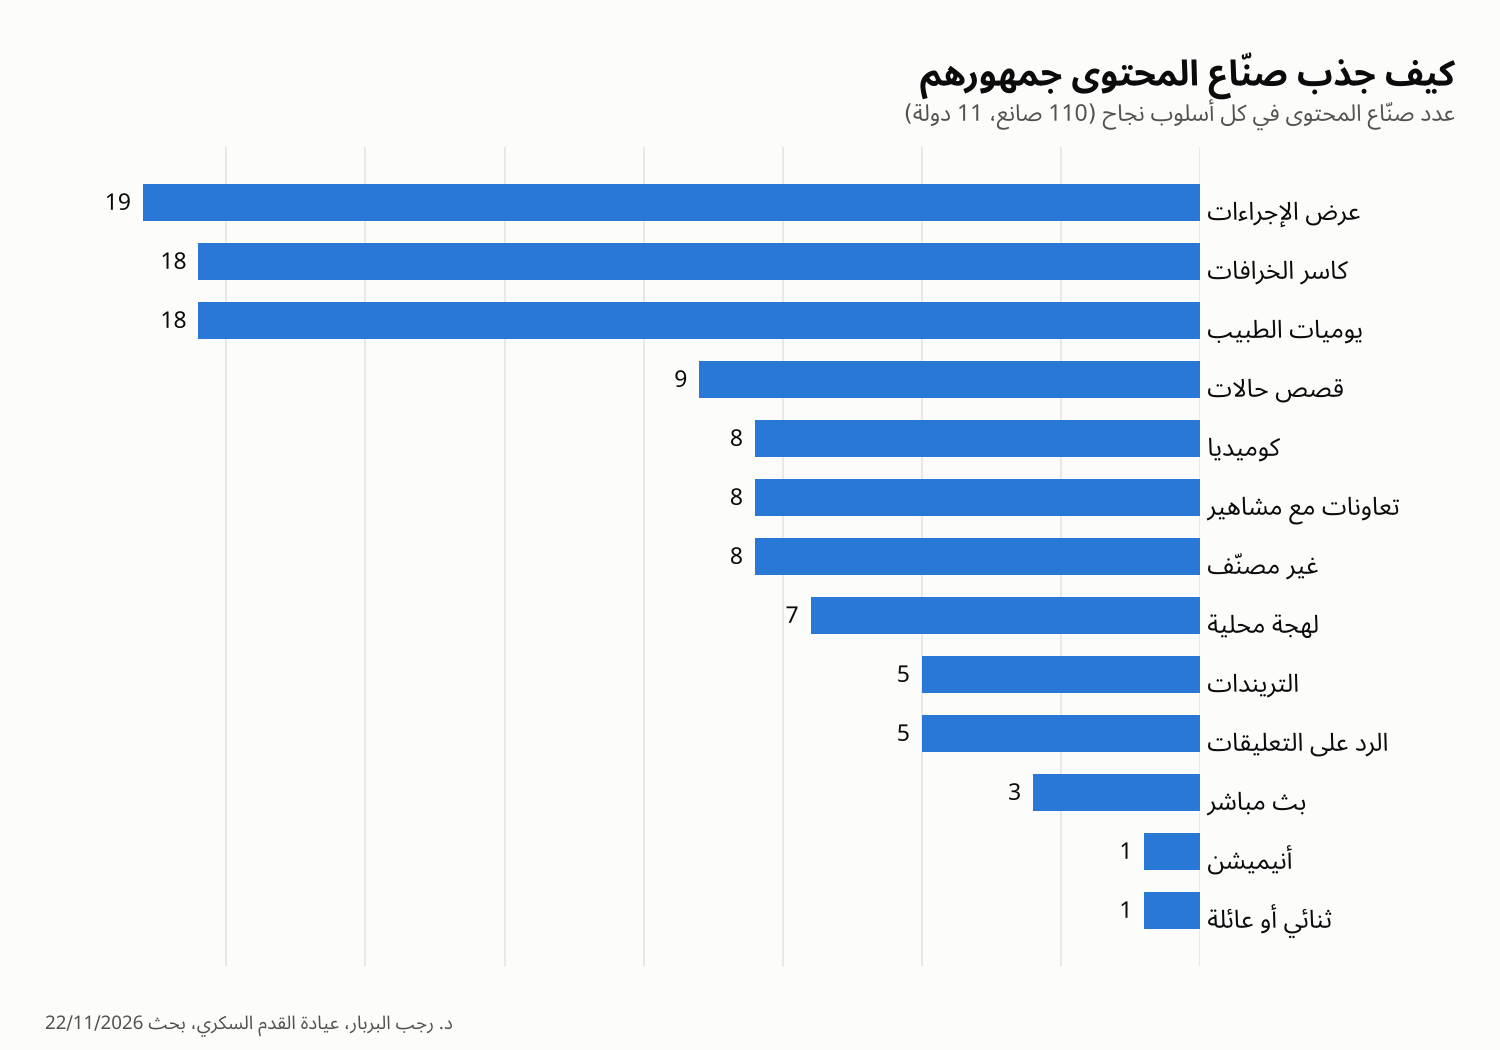 كيف جذب صنّاع المحتوى جمهورهم
عدد صنّاع المحتوى في كل أسلوب نجاح (110 صانع، 11 دولة)
عرض الإجراءات 19
كاسر الخرافات 18
يوميات الطبيب 18
قصص حالات 9
كوميديا 8
تعاونات مع مشاهير 8
غير مصنّف 8
لهجة محلية 7
التريندات 5
الرد على التعليقات 5
بث مباشر 3
أنيميشن 1
ثنائي أو عائلة 1
د. رجب البربار، عيادة القدم السكري، بحث 22/11/2026